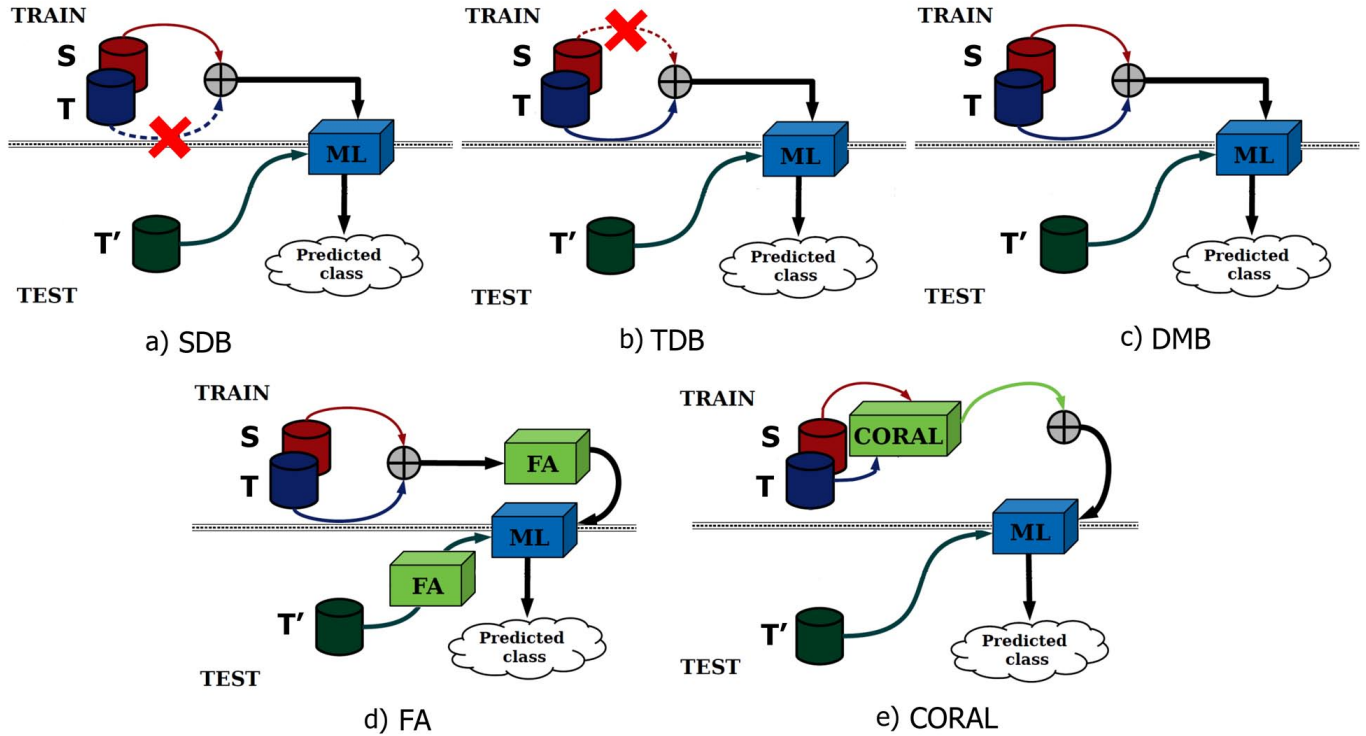 TRAIN
S
T
ML
T'
Predicted
class
TEST
a) SDB
TRAIN
S
T
ML
T'
Predicted
class
TEST
b) TDB
TRAIN
S
T
ML
T'
Predicted
class
TEST
c) DMB
TRAIN
S
T
FA
ML
FA
T'
Predicted
class
TEST
d) FA
TRAIN
S
CORAL
T
ML
T'
Predicted
class
TEST
e) CORAL